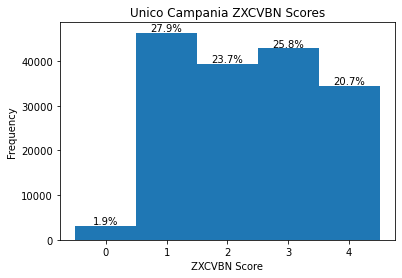 Unico Campania ZXCVBN Scores
27.9%
25.8%
23.7%
20.7%
1.9%
40000
30000
20000
10000
0
Frequency
0 1 2 3 4
ZXCVBN Score